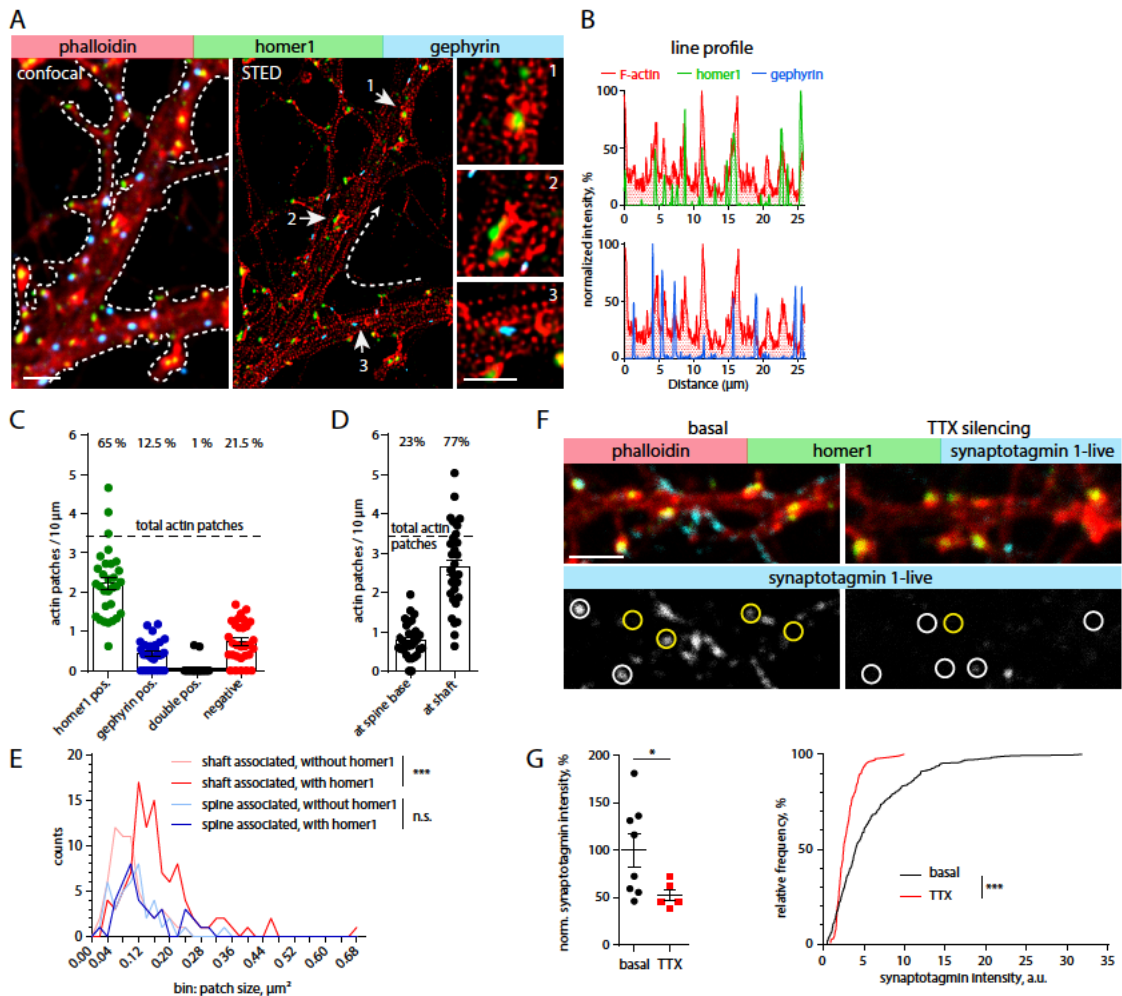 A
phalloidin homer1 gephyrin
confocal
STED
1
2
3
1
2
3
B
line profile
F-actin homer1 gephyrin
normalized intensity, %
100
50
0
0 5 10 15 20 25
100
50
0
0 5 10 15 20 25
Distance (µm)
C
65 % 12.5 % 1 % 21.5 %
actin patches / 10 µm
6
5
4
3
2
1
0
total actin patches
homer1 pos.
gephyrin pos.
double pos.
negative
D
23% 77%
actin patches / 10 µm
6
5
4
3
2
1
0
total actin
patches
at spine base
at shaft
E
counts
20
15
10
5
0
shaft associated, without homer1
shaft associated, with homer1
***
spine associated, without homer1
spine associated, with homer1
n.s.
0.00 0.04 0.12 0.20 0.28 0.36 0.44 0.52 0.60 0.68
bin: patch size, µm²
F
basal TTX silencing
phalloidin homer1 synaptotagmin 1-live
synaptotagmin 1-live
G
norm. synaptotagmin intensity, %
200
150
100
50
0
*
basal TTX
relative frequency, %
100
80
60
40
20
0
basal
TTX
***
0 5 10 15 20 25 30 35
synaptotagmin intensity, a.u.